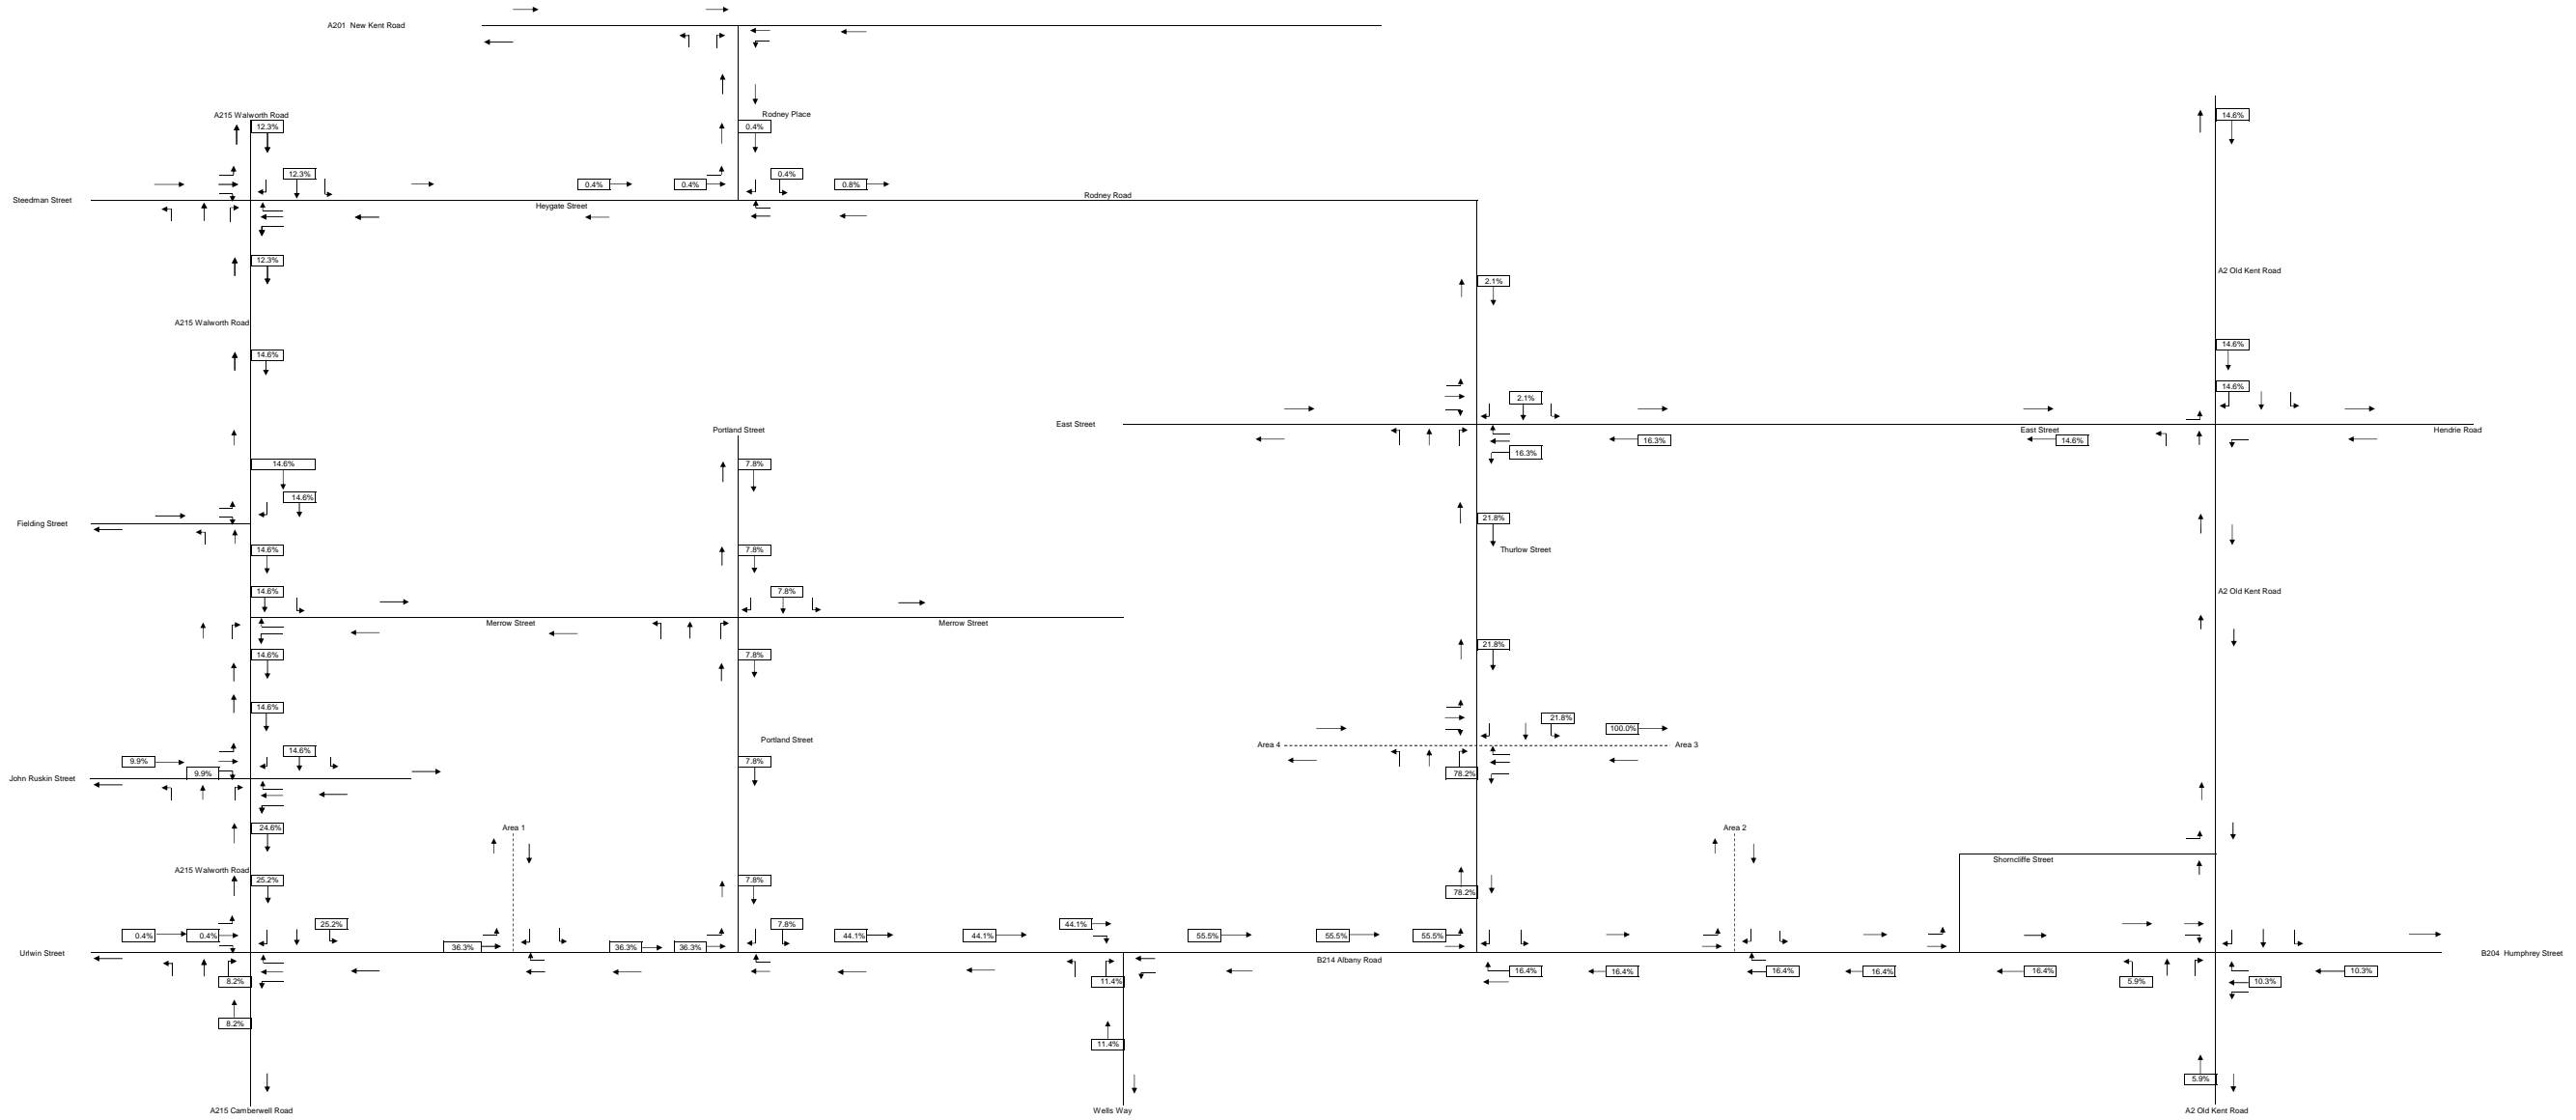 A201 New Kent Road
A215 Walworth Road
Rodney Place
12.3%
0.4%
14.6%
12.3%
0.4%
0.4%
0.4%
0.8%
Steedman Street
Heygate Street
Rodney Road
12.3%
2.1%
A2 Old Kent Road
A215 Walworth Road
14.6%
14.6%
14.6%
2.1%
East Street
Portland Street
16.3%
East Street
14.6%
Hendrie Road
16.3%
14.6%
7.8%
14.6%
Fielding Street
21.8%
Thurlow Street
14.6%
7.8%
14.6%
7.8%
A2 Old Kent Road
Merrow Street
Merrow Street
14.6%
7.8%
21.8%
14.6%
21.8%
100.0%
Portland Street
Area 4
Area 3
14.6%
9.9%
7.8%
9.9%
78.2%
John Ruskin Street
24.6%
Area 1
Area 2
Shorncliffe Street
A215 Walworth Road
25.2%
7.8%
78.2%
25.2%
7.8%
44.1%
0.4%
0.4%
44.1%
44.1%
55.5%
55.5%
55.5%
36.3%
36.3%
36.3%
Urlwin Street
B214 Albany Road
B204 Humphrey Street
16.4%
16.4%
16.4%
16.4%
16.4%
10.3%
8.2%
11.4%
5.9%
10.3%
8.2%
11.4%
5.9%
A215 Camberwell Road
Wells Way
A2 Old Kent Road